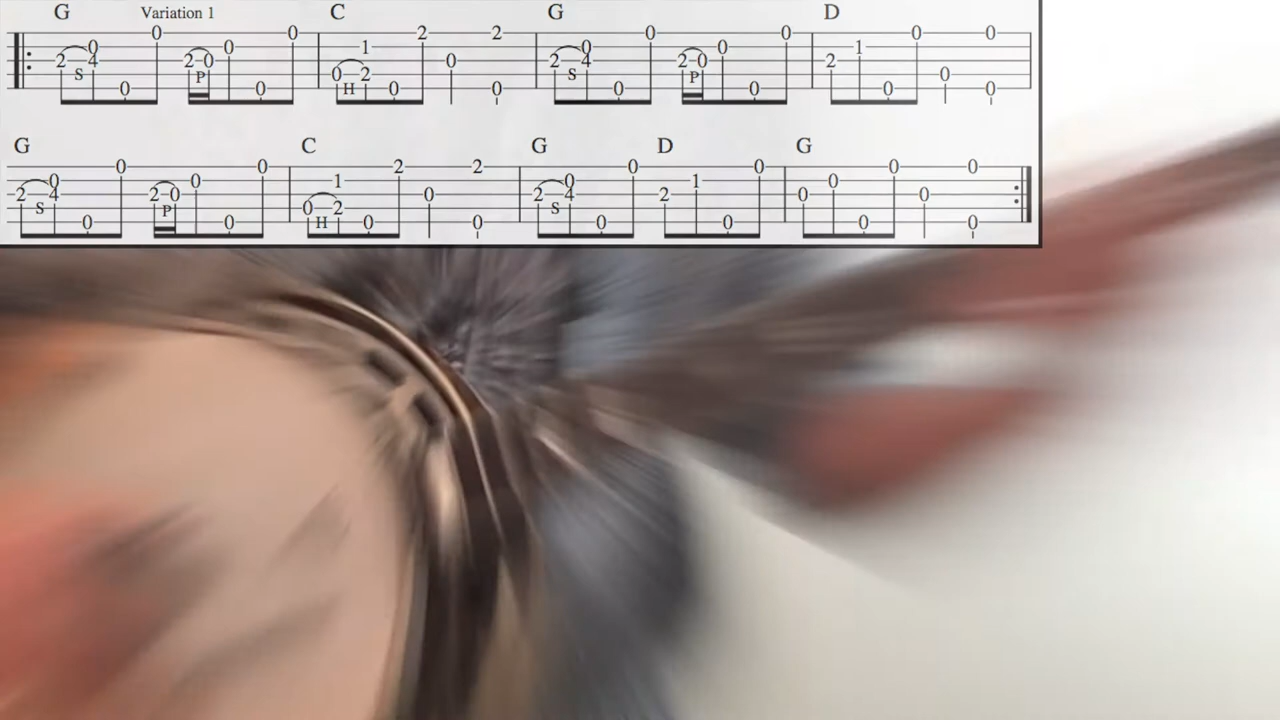 G Variation 1 C G D
0 0 2 2 0 0 0 0
0 0 1 0 0 1
2 4 2 0 0 2 4 2 0 2
S P 0 2 S P 0
0 0 H 0 0 0 0 0 0
G C G D G
0 0 2 2 0 0 0 0
0 0 1 0 1 0
2 4 2 0 0 2 4 2 0 0
S P 0 2 S
0 0 H 0 0 0 0 0 0